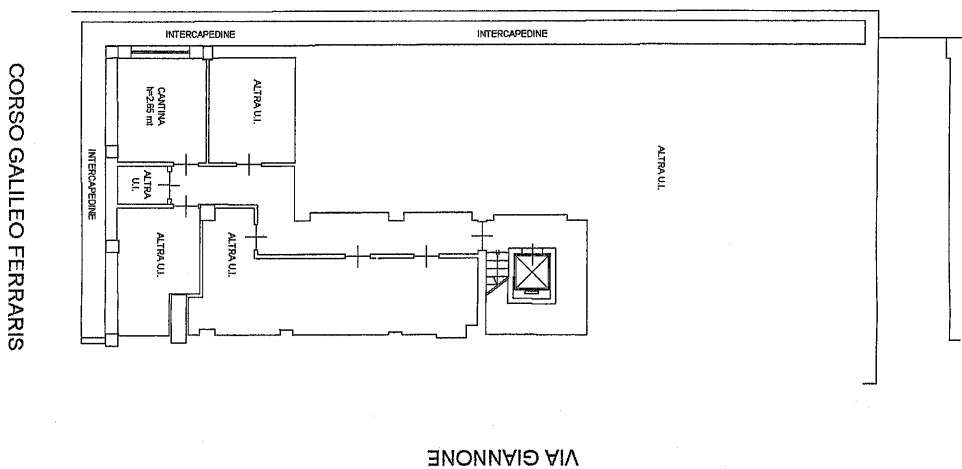 INTERCAPEDINE
INTERCAPEDINE
CANTINA
h=2.65 mt
ALTRA U.I.
ALTRA U.I.
INTERCAPEDINE
ALTRA
U.I.
ALTRA U.I.
ALTRA U.I.
CORSO GALILEO FERRARIS
VIA GIANNONE